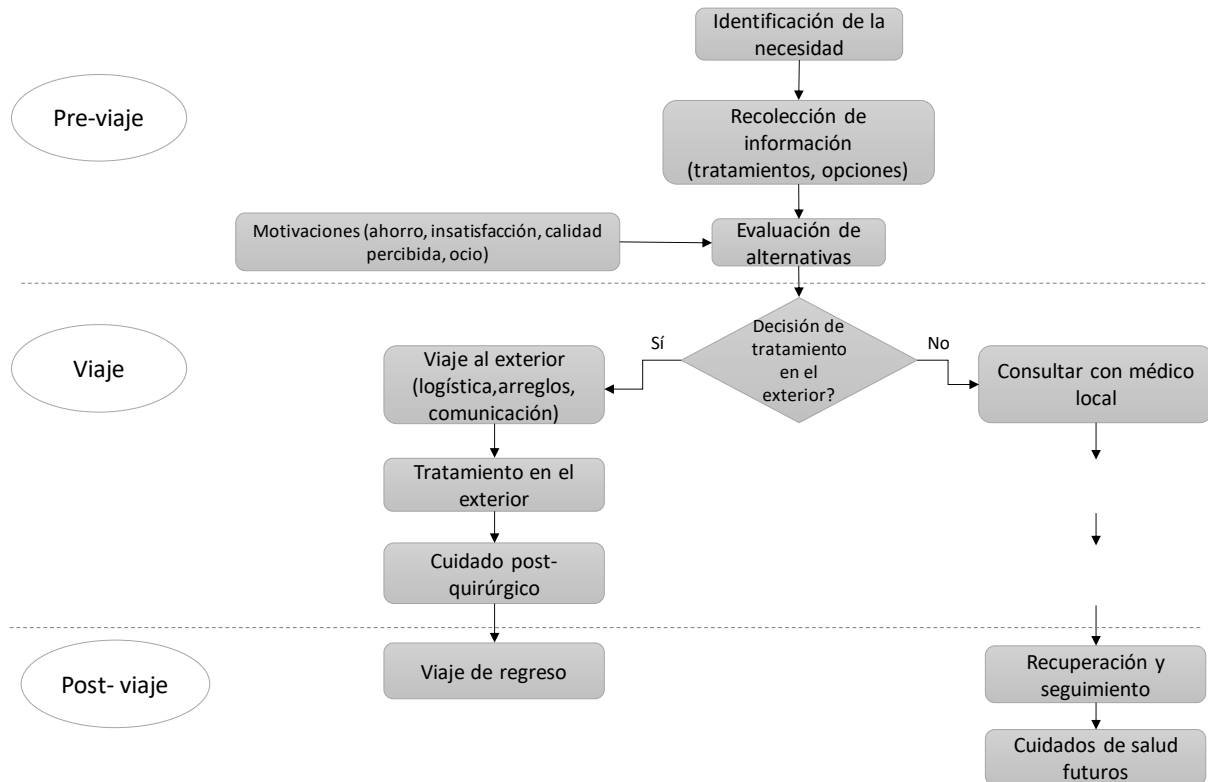 Identificación de la
necesidad
Pre-viaje
Recolección de
información
(tratamientos, opciones)
Motivaciones (ahorro, insatisfacción, calidad
percibida, ocio)
Evaluación de
alternativas
Viaje
Decisión de
tratamiento
en el
exterior?
Sí
No
Viaje al exterior
(logística,arreglos,
comunicación)
Consultar con médico
local
Tratamiento en el
exterior
Cuidado post-
quirúrgico
Post- viaje
Viaje de regreso
Recuperación y
seguimiento
Cuidados de salud
futuros